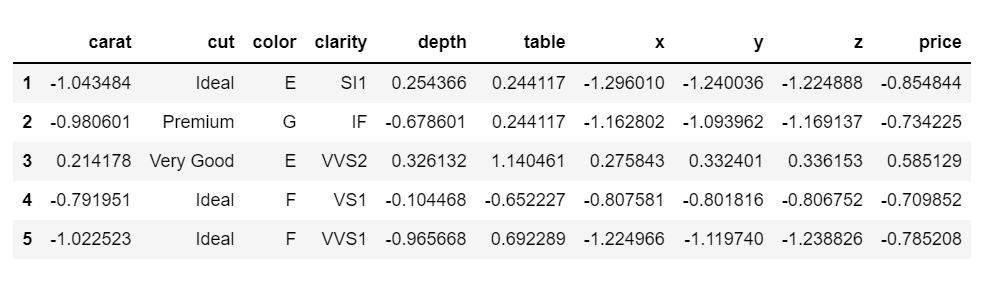 carat cut color clarity depth table x y z price
1 -1.043484 Ideal E SI1 0.254366 0.244117 -1.296010 -1.240036 -1.224888 -0.854844
2 -0.980601 Premium G IF -0.678601 0.244117 -1.162802 -1.093962 -1.169137 -0.734225
3 0.214178 Very Good E VVS2 0.326132 1.140461 0.275843 0.332401 0.336153 0.585129
4 -0.791951 Ideal F VS1 -0.104468 -0.652227 -0.807581 -0.801816 -0.806752 -0.709852
5 -1.022523 Ideal F VVS1 -0.965668 0.692289 -1.224966 -1.119740 -1.238826 -0.785208